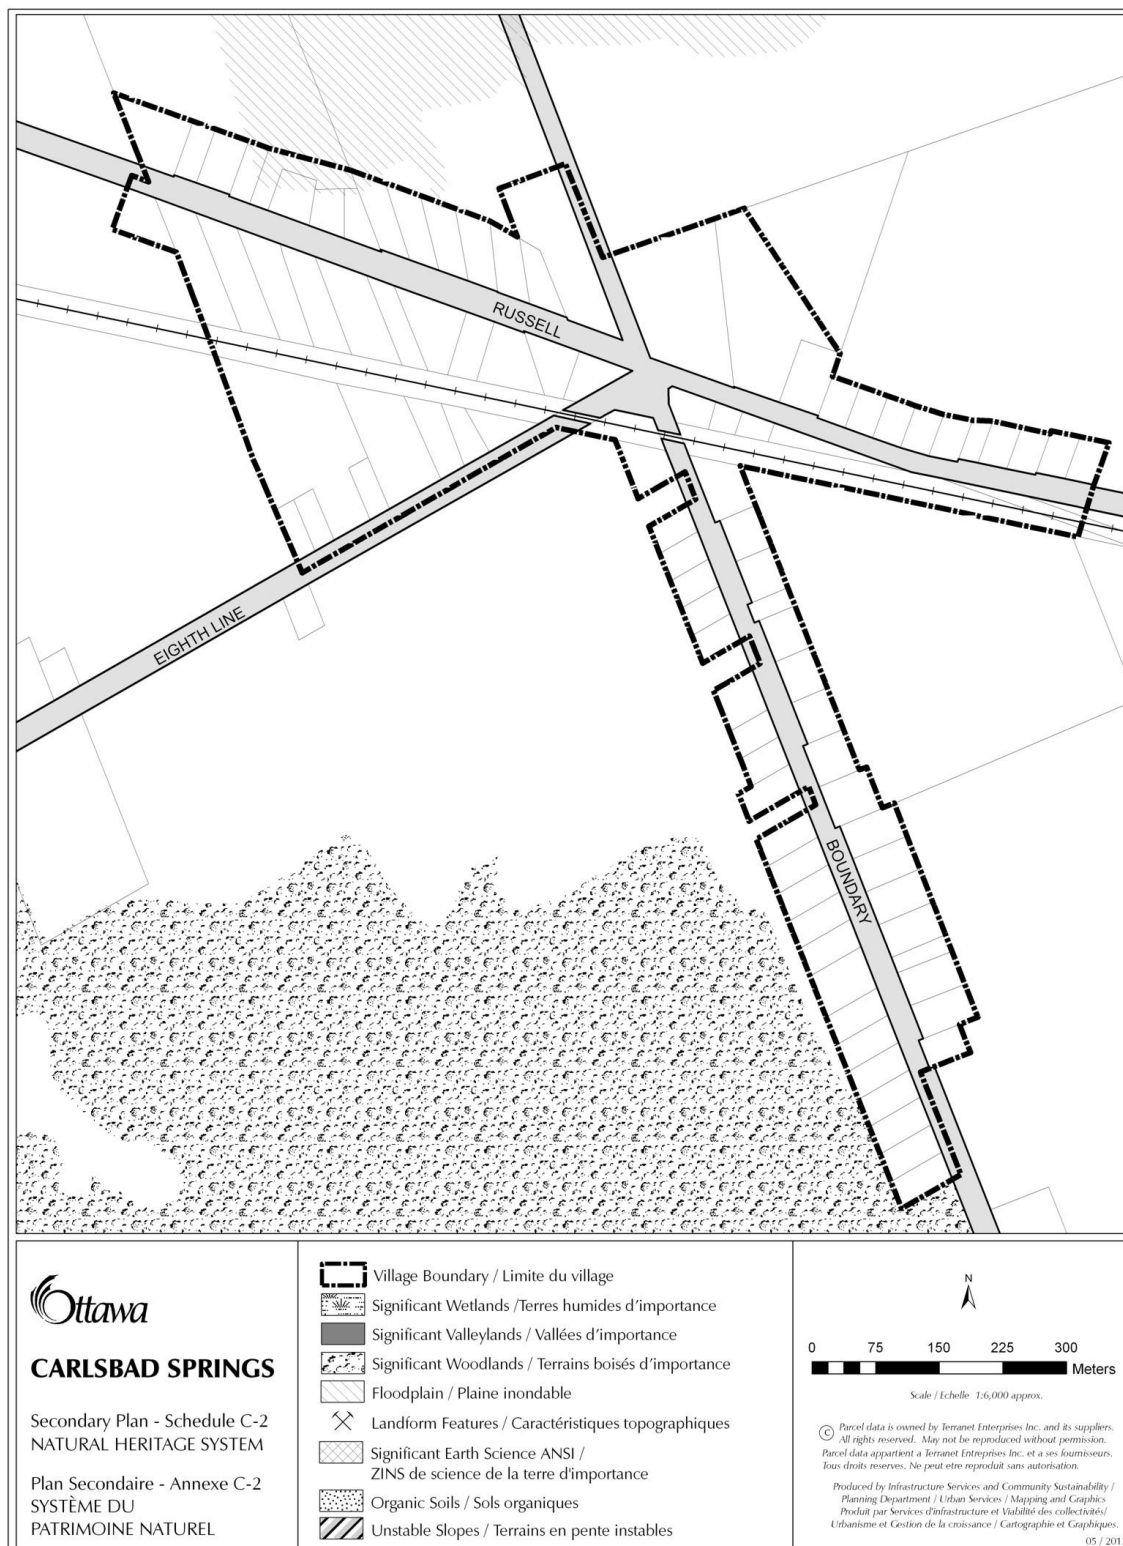 RUSSELL
EIGHTH LINE
BOUNDARY
Ottawa
CARLSBAD SPRINGS
Secondary Plan - Schedule C-2
NATURAL HERITAGE SYSTEM
Plan Secondaire - Annexe C-2
SYSTÈME DU
PATRIMOINE NATUREL
Village Boundary / Limite du village
Significant Wetlands /Terres humides d'importance
Significant Valleylands / Vallées d'importance
Significant Woodlands / Terrains boisés d'importance
Floodplain / Plaine inondable
Landform Features / Caractéristiques topographiques
Significant Earth Science ANSI /
ZINS de science de la terre d'importance
Organic Soils / Sols organiques
Unstable Slopes / Terrains en pente instables
N
0 75 150 225 300
Meters
Scale / Echelle 1:6,000 approx.
© Parcel data is owned by Terranet Enterprises Inc. and its suppliers.
All rights reserved. May not be reproduced without permission.
Parcel data appartient a Terranet Entreprises Inc. et a ses fournisseurs.
Tous droits reserves. Ne peut etre reproduit sans autorisation.
Produced by Infrastructure Services and Community Sustainability /
Planning Department / Urban Services / Mapping and Graphics
Produit par Services d'infrastructure et Viabilité des collectivités/
Urbanisme et Gestion de la croissance / Cartographie et Graphiques.